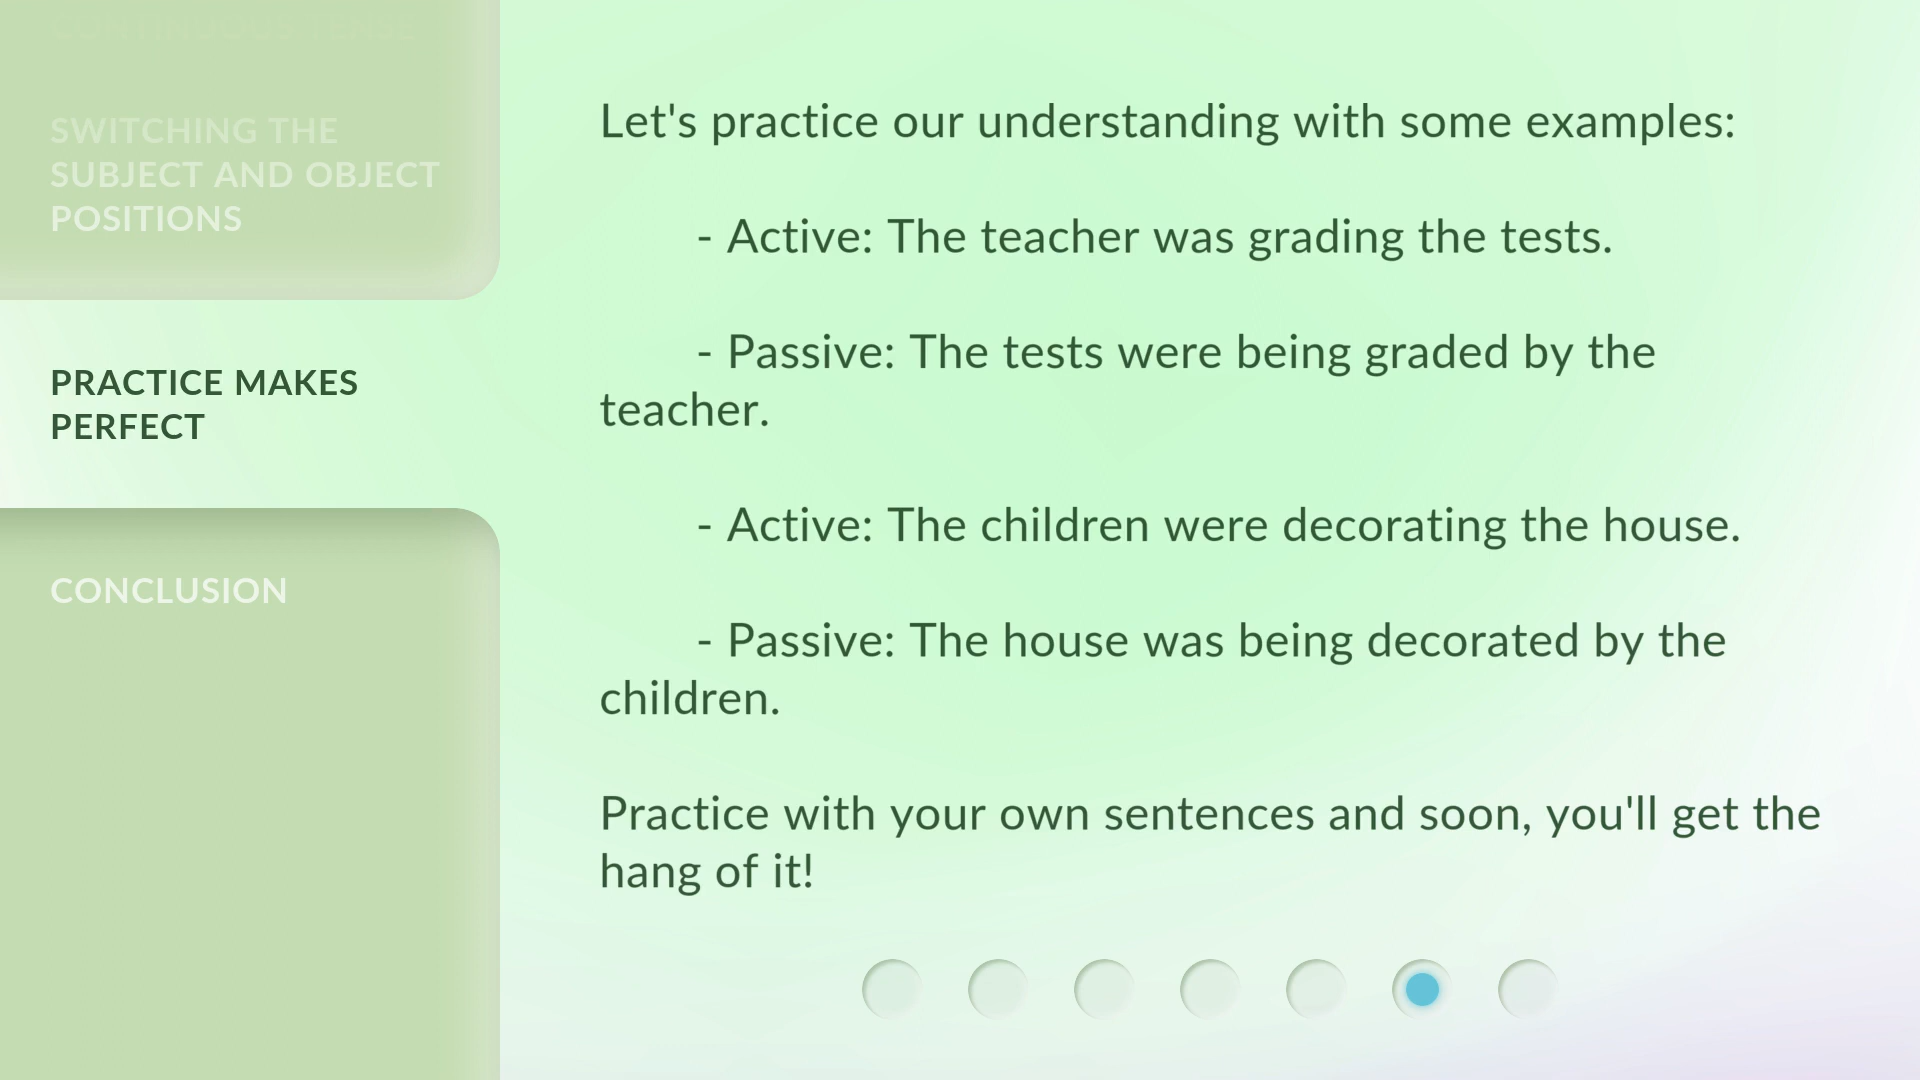 SWITCHING THE
SUBJECT AND OBJECT
POSITIONS
PRACTICE MAKES
PERFECT
CONCLUSION
Let's practice our understanding with some examples:
- Active: The teacher was grading the tests.
- Passive: The tests were being graded by the
teacher.
- Active: The children were decorating the house.
- Passive: The house was being decorated by the
children.
Practice with your own sentences and soon, you'll get the
hang of it!